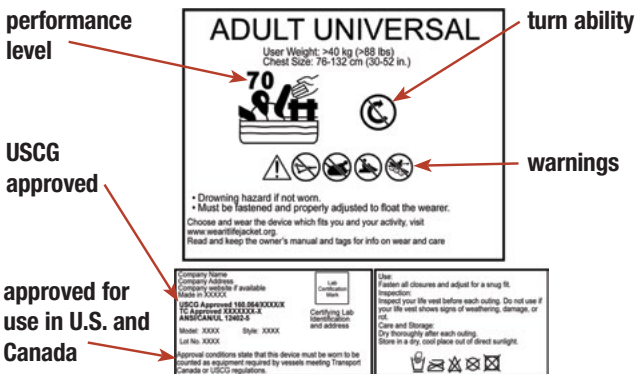 performance
level
ADULT UNIVERSAL
User Weight: >40 kg (>88 lbs)
Chest Size: 76-132 cm (30-52 in.)
70
turn ability
USCG
approved
warnings
• Drowning hazard if not worn.
• Must be fastened and properly adjusted to float the wearer.
Choose and wear the device which fits you and your activity, visit
www.wearitlifejacket.org.
Read and keep the owner's manual and tags for info on wear and care
approved for
use in U.S. and
Canada
Company Name
Company Address
Company website if available
Made in XXXXX
USCG Approved 160.064/XXXX/X
TC Approved XXXXXXX-X
ANSI/CAN/UL 12402-5
Model: XXXX Style: XXXX
Lot No. XXXX
Lab
Certification
Mark
Certifying Lab
Identification
and address
Approval conditions state that this device must be worn to be
counted as equipment required by vessels meeting Transport
Canada or USCG regulations.
Use:
Fasten all closures and adjust for a snug fit.
Inspection:
Inspect your life vest before each outing. Do not use if
your life vest shows signs of weathering, damage, or
rot.
Care and Storage:
Dry thoroughly after each outing.
Store in a dry, cool place out of direct sunlight.